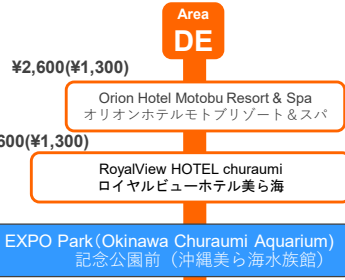 Area
DE
¥2,600(¥1,300)
Orion Hotel Motobu Resort & Spa
オリオンホテルモトブリゾート＆スパ
600(¥1,300)
RoyalView HOTEL churaumi
ロイヤルビューホテル美ら海
EXPO Park（Okinawa Churaumi Aquarium)
記念公園前（沖縄美ら海水族館）